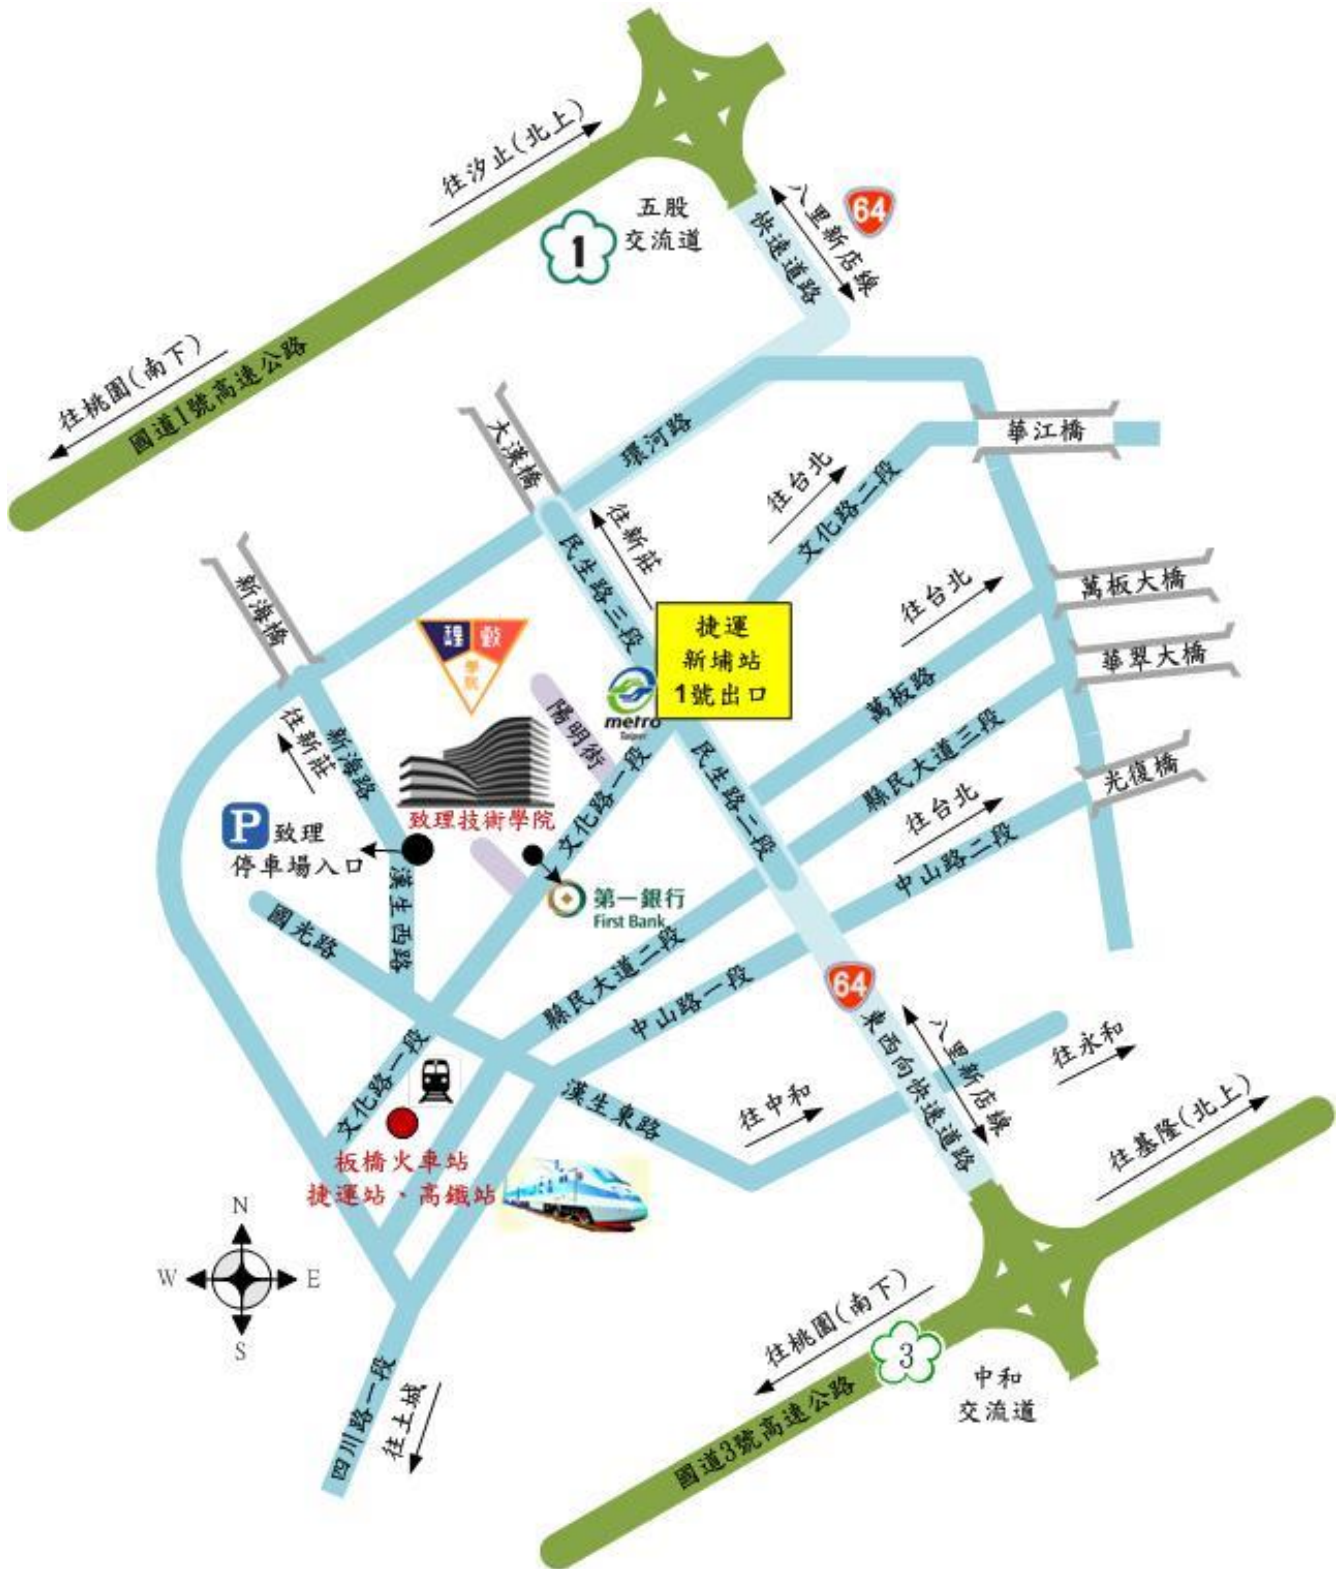 往汐止(北上)
五股
交流道
1
八里新店線
64
快速道路
往桃園(南下)
國道1號高速公路
大漢橋
環河路
往台北
文化路二段
華江橋
往新莊
民生路三段
新海橋
捷運
新埔站
1號出口
往台北
萬板大橋
華翠大橋
萬板路
metro
Taipei
陽明街
學院
往新莊
新海路
民生路二段
縣民大道三段
光復橋
文化路一段
致理技術學院
P
致理
停車場入口
往台北
中山路二段
第一銀行
First Bank
漢生西路
國光路
縣民大道二段
中山路一段
64
東西向快速道路
八里新店線
往永和
文化路一段
漢生東路
往中和
板橋火車站
捷運站、高鐵站
往基隆(北上)
N
W
E
S
往桃園(南下)
3
中和
交流道
國道3號高速公路
四川路一段
往土城